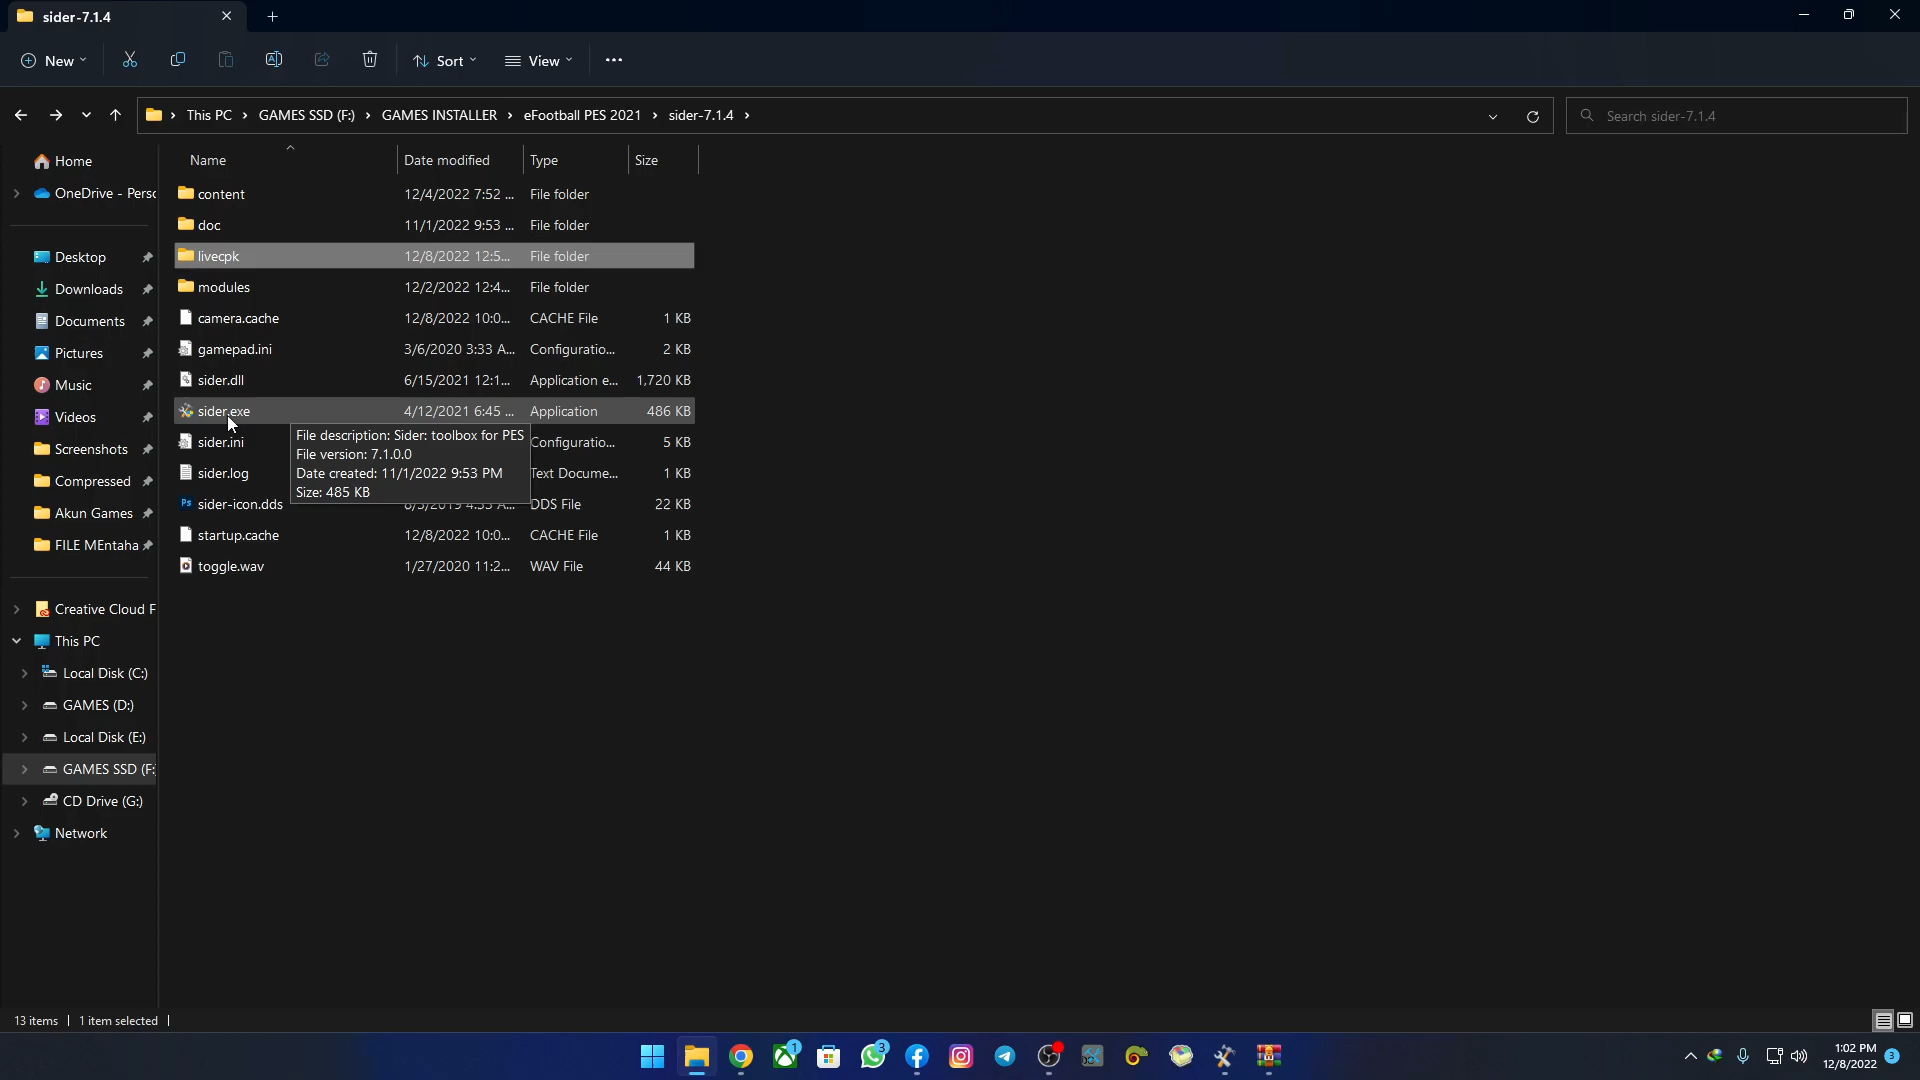 sider-7.1.4
New
Sort
View
This PC
GAMES SSD (F:)
GAMES INSTALLER
eFootball PES 2021
sider-7.1.4
Search sider-7.1.4
Name Date modified Type Size
content 12/4/2022 7:52 ... File folder
doc 11/1/2022 9:53 ... File folder
livecpk 12/8/2022 12:5... File folder
modules 12/2/2022 12:4... File folder
camera.cache 12/8/2022 10:0... CACHE File 1 KB
gamepad.ini 3/6/2020 3:33 A... Configuratio... 2 KB
sider.dll 6/15/2021 12:1... Application e... 1,720 KB
sider.exe 4/12/2021 6:45 ... Application 486 KB
sider.ini Configuratio... 5 KB
sider.log Text Docume... 1 KB
sider-icon.dds DDS File 22 KB
startup.cache 12/8/2022 10:0... CACHE File 1 KB
toggle.wav 1/27/2020 11:2... WAV File 44 KB
File description: Sider: toolbox for PES
File version: 7.1.0.0
Date created: 11/1/2022 9:53 PM
Size: 485 KB
Home
OneDrive - Perso
Desktop
Downloads
Documents
Pictures
Music
Videos
Screenshots
Compressed
Akun Games
FILE MEntaha
Creative Cloud F
This PC
Local Disk (C:)
GAMES (D:)
Local Disk (E:)
GAMES SSD (F:)
CD Drive (G:)
Network
13 items
1 item selected
1
3
1:02 PM
12/8/2022
3